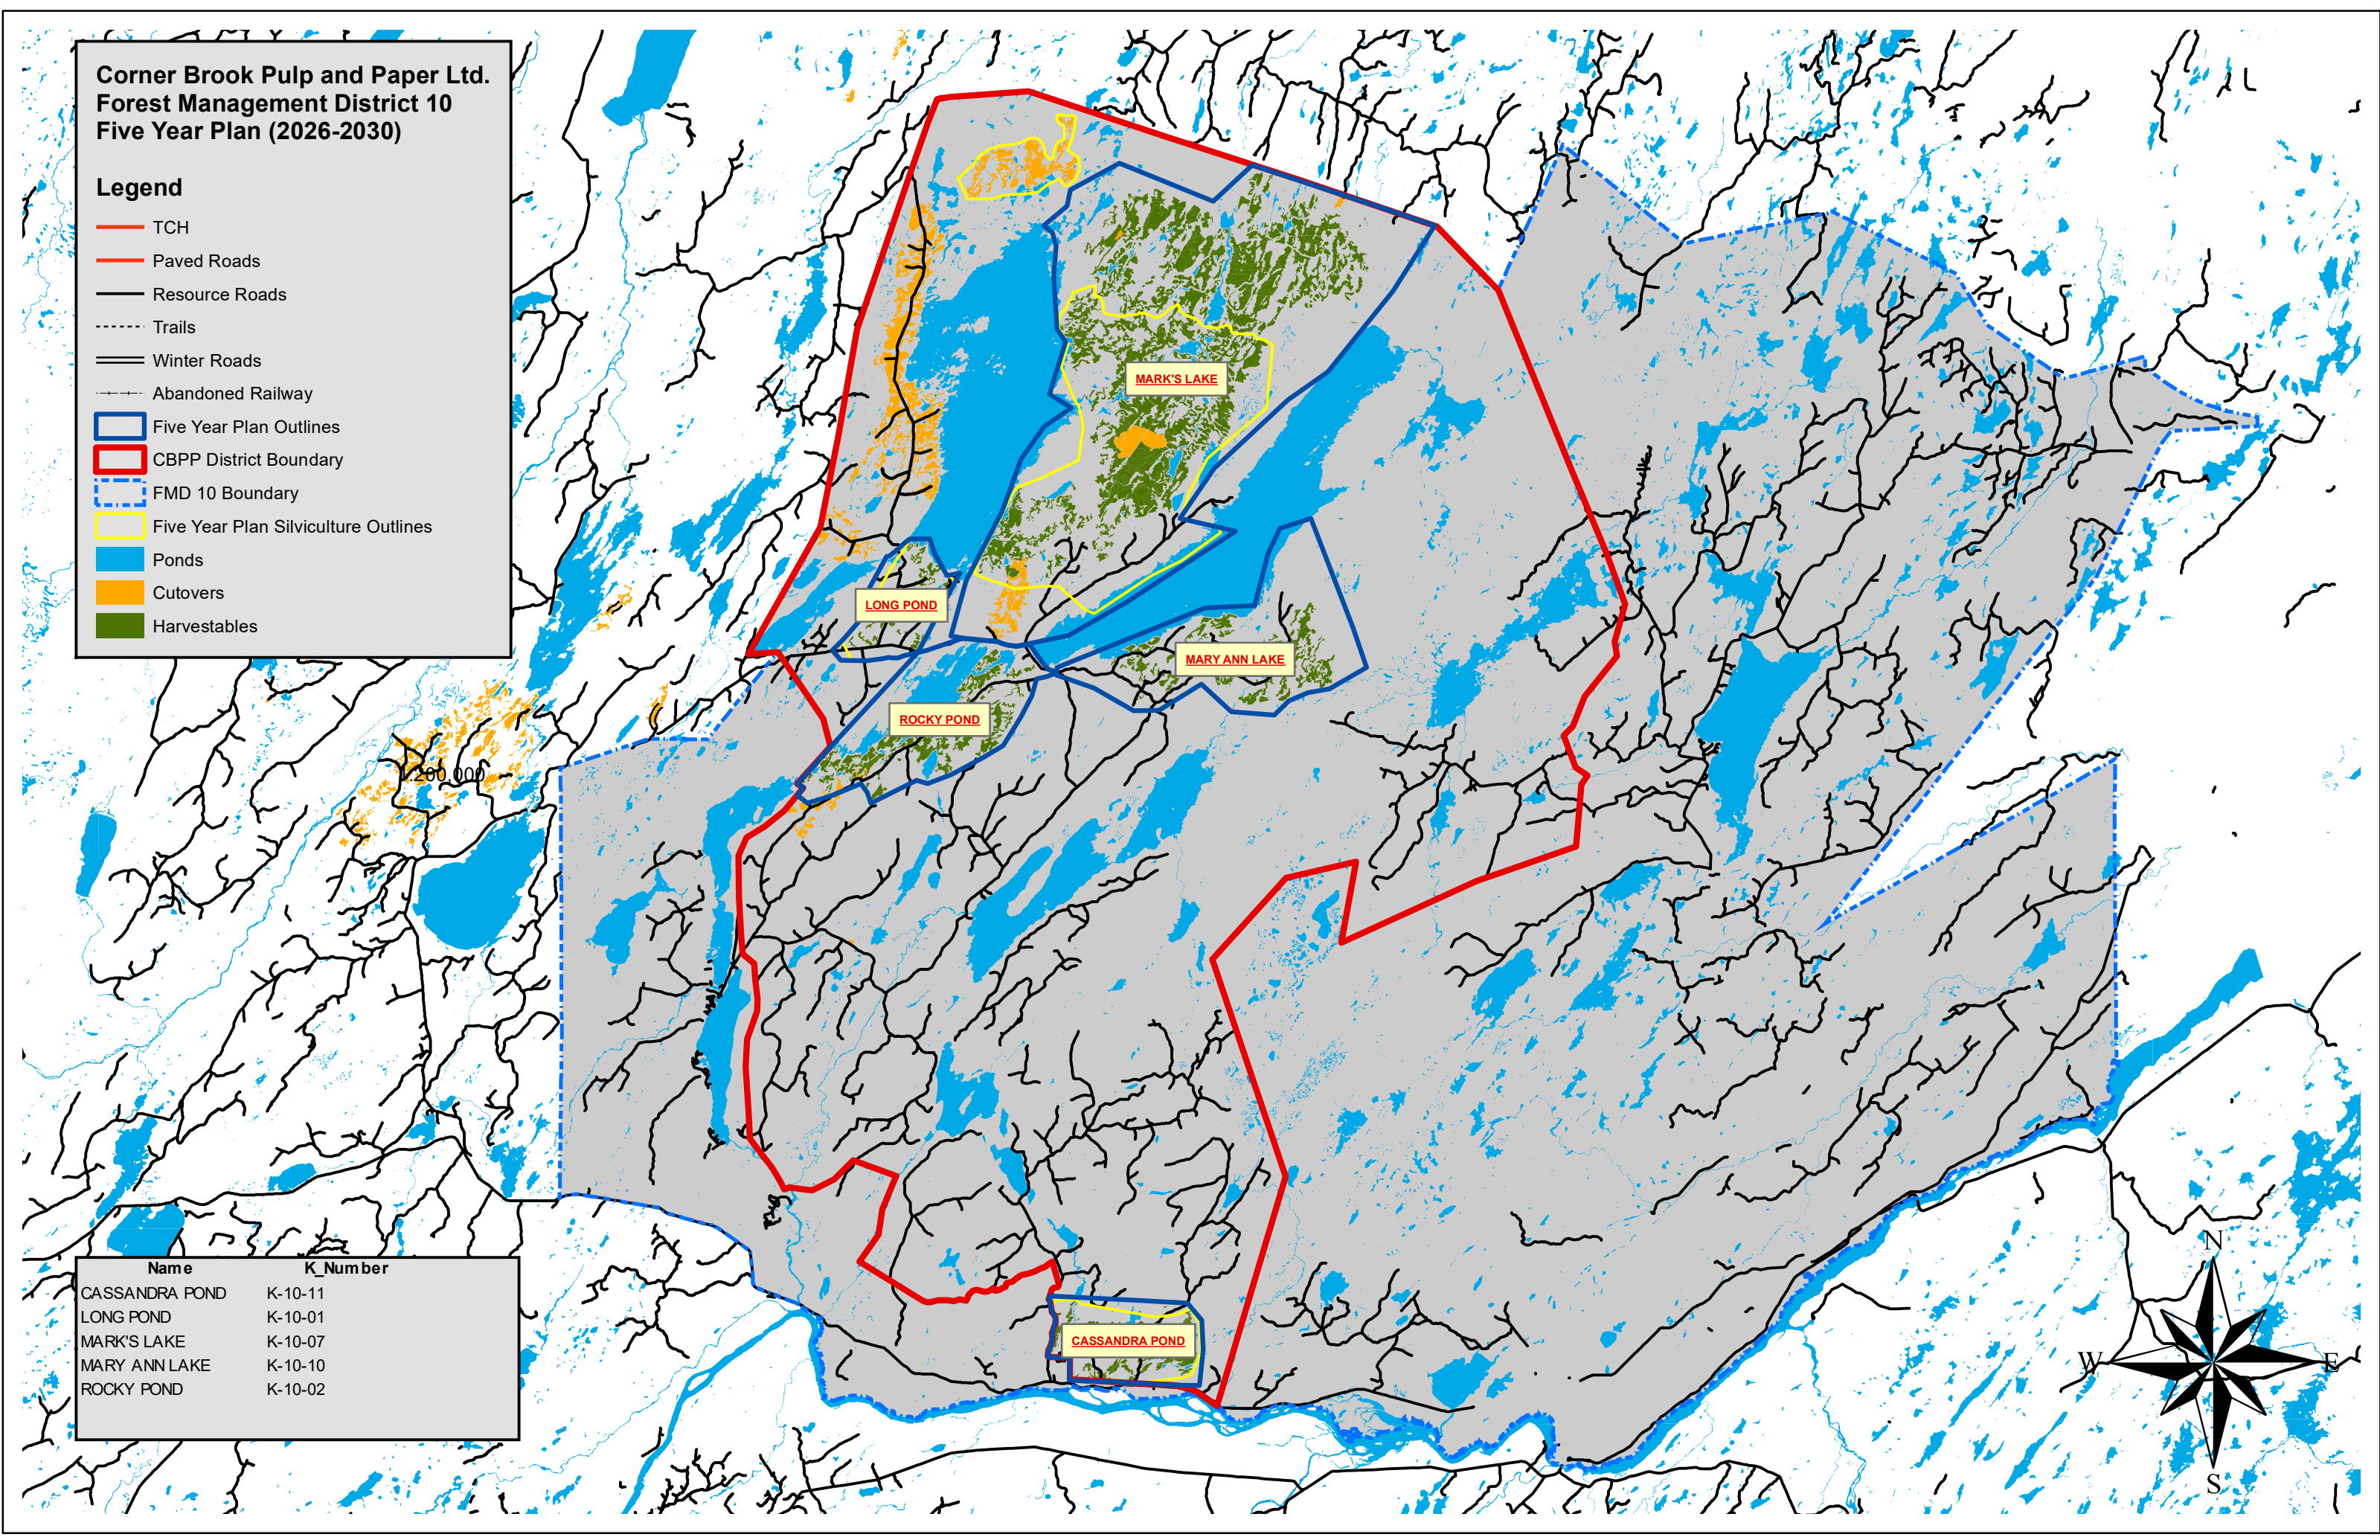 Corner Brook Pulp and Paper Ltd.
Forest Management District 10
Five Year Plan (2026-2030)
Legend
TCH
Paved Roads
Resource Roads
Trails
Winter Roads
Abandoned Railway
Five Year Plan Outlines
CBPP District Boundary
FMD 10 Boundary
Five Year Plan Silviculture Outlines
Ponds
Cutovers
Harvestables
MARK'S LAKE
LONG POND
MARY ANN LAKE
ROCKY POND
1:200,000
CASSANDRA POND
Name K_Number
CASSANDRA POND K-10-11
LONG POND K-10-01
MARK'S LAKE K-10-07
MARY ANN LAKE K-10-10
ROCKY POND K-10-02
N
W E
S